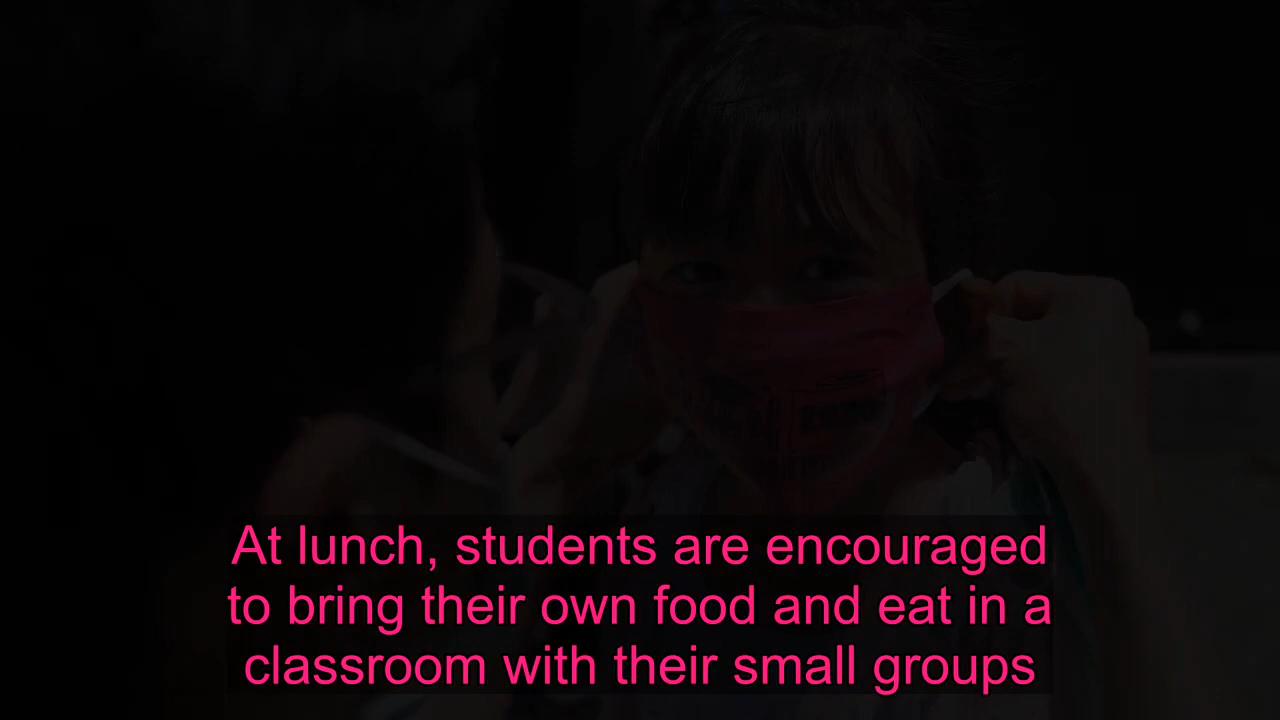 At lunch, students are encouraged
to bring their own food and eat in a
classroom with their small groups